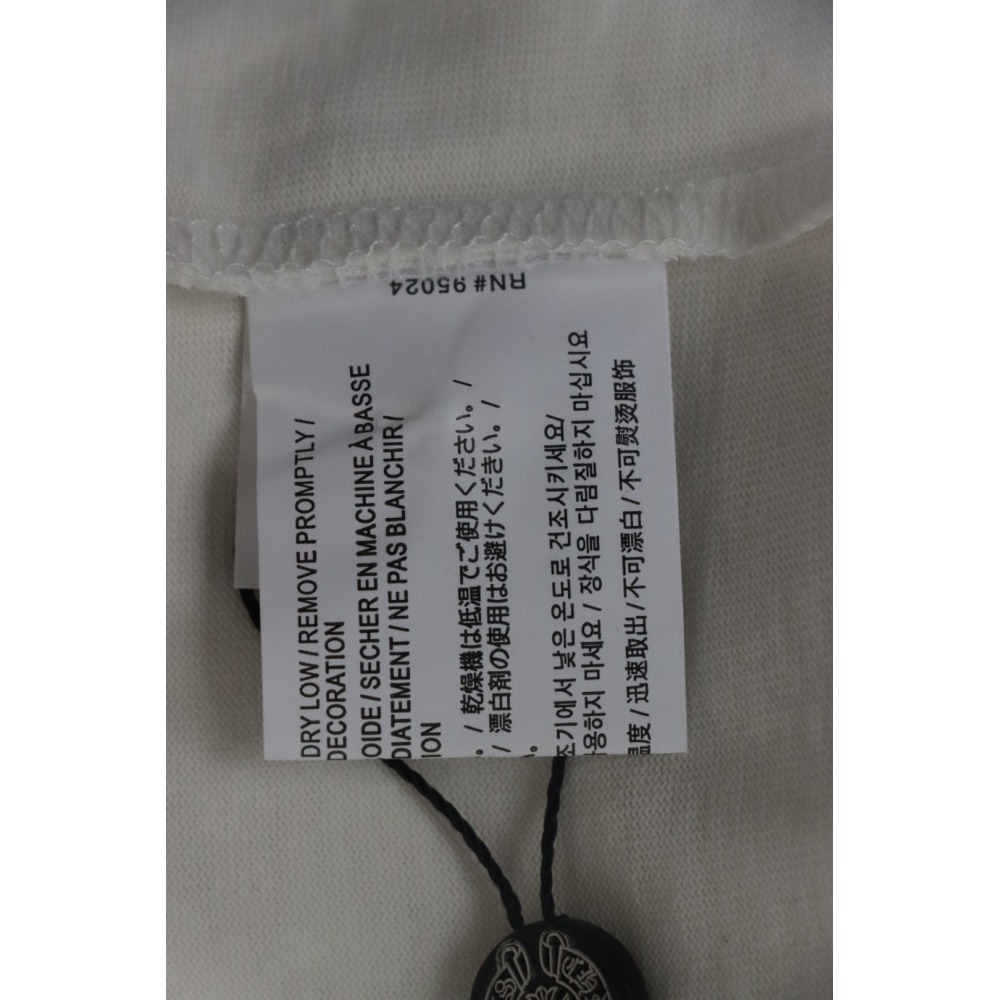 RN# 95024
DRY LOW / REMOVE PROMPTLY /
DECORATION
OIDE / SECHER EN MACHINE À BASSE
DIATEMENT / NE PAS BLANCHIR /
ION
。/ 乾燥機は低温でご使用ください。/
/ 漂白剤の使用はお避けくだきい。/
조기에서 낮은 온도로 건조시키세요/
사용하지 마세요 / 장식을 다림질하지 마십시요
温度 / 迅速取出 / 不可漂白 / 不可熨烫服饰